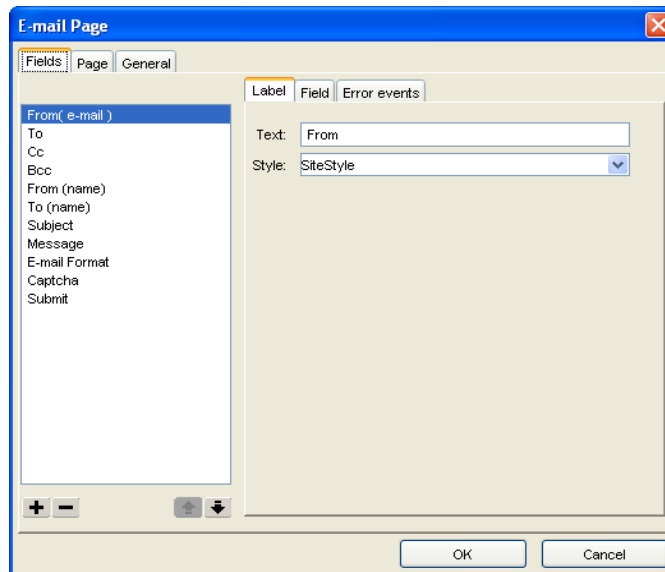 E-mail Page
Fields Page General
Label Field Error events
From( e-mail )
To
Cc
Bcc
From (name)
To (name)
Subject
Message
E-mail Format
Captcha
Submit
Text: From
Style: SiteStyle
OK Cancel